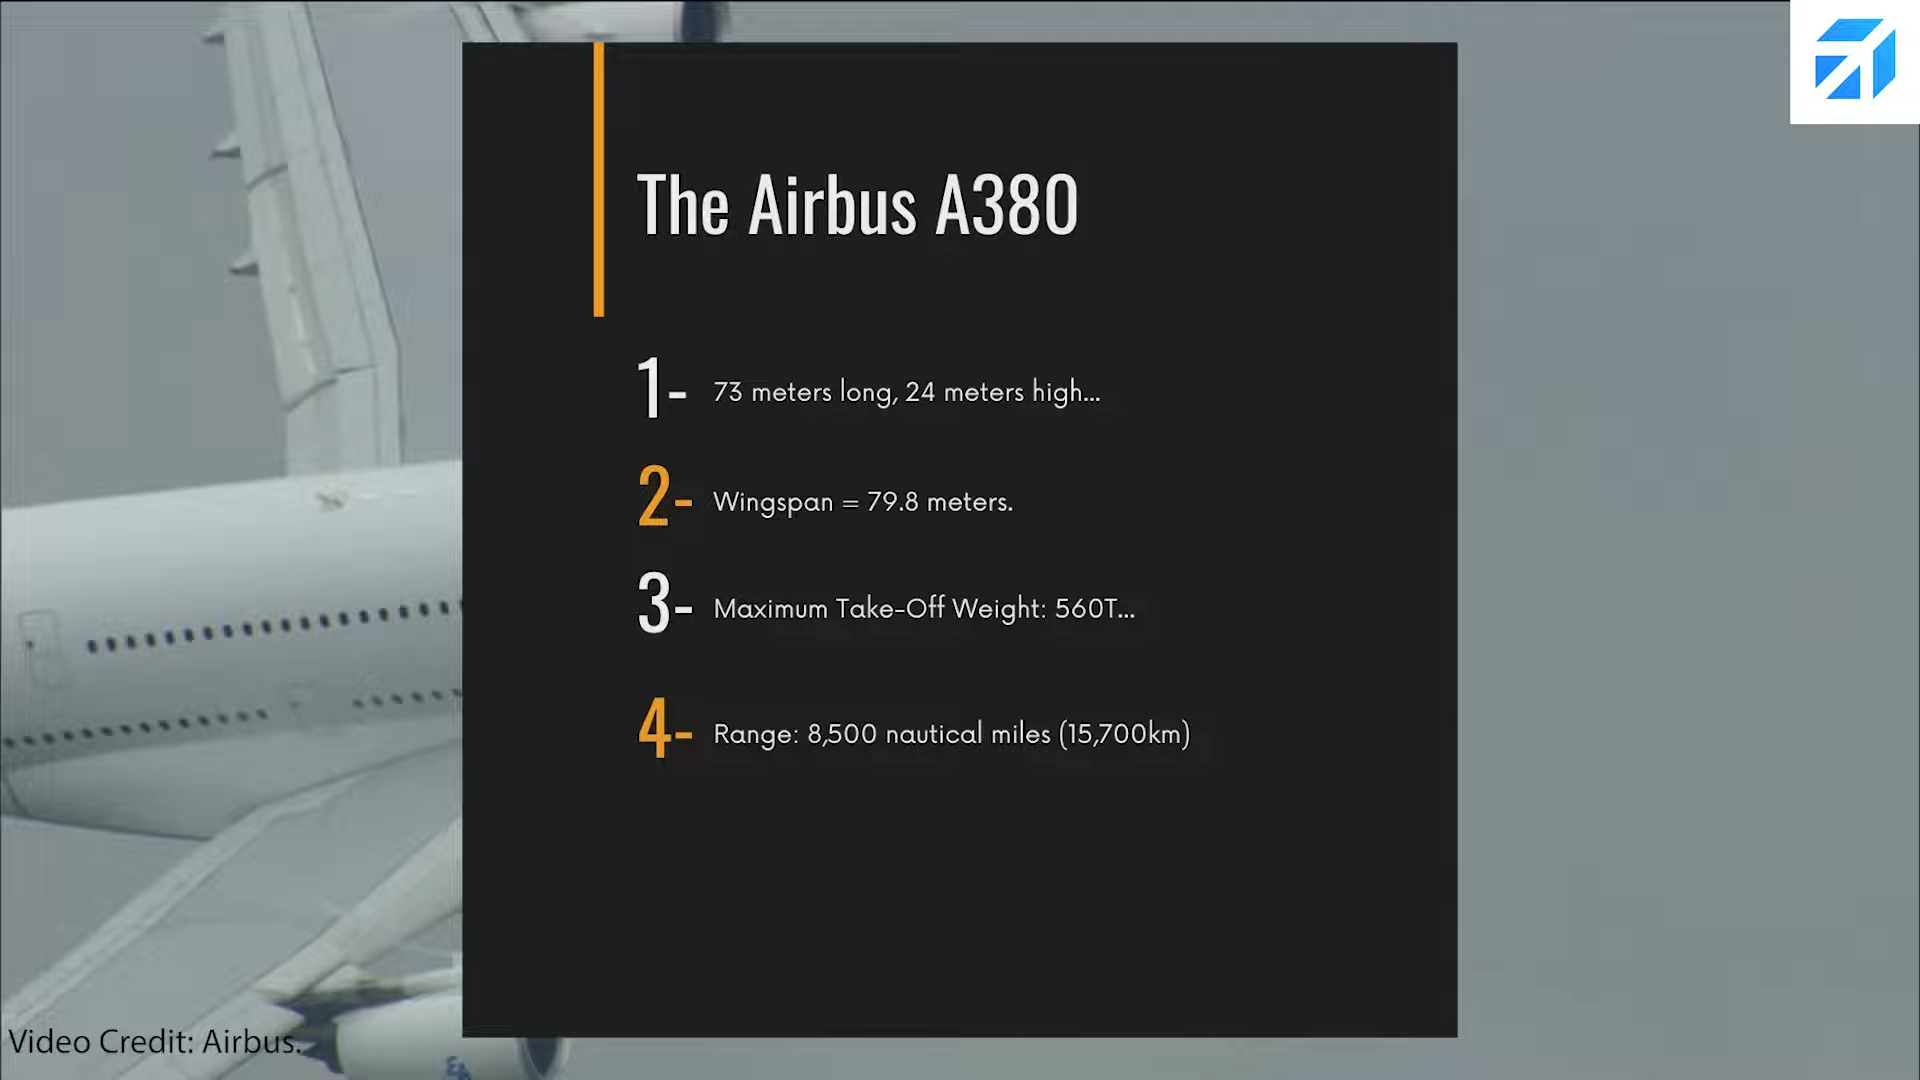 The Airbus A380
1- 73 meters long, 24 meters high...
2- Wingspan = 79.8 meters.
3- Maximum Take-Off Weight: 560T...
4- Range: 8,500 nautical miles (15,700km)
Video Credit: Airbus.